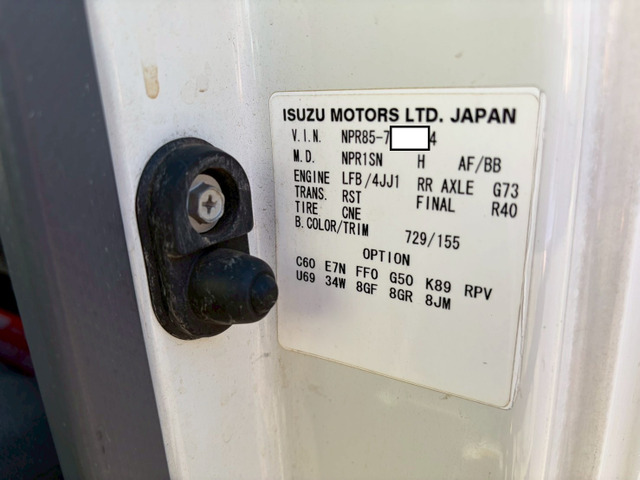 ISUZU MOTORS LTD. JAPAN
V.I.N. NPR85-7 4
M.D. NPR1SN H AF/BB
ENGINE LFB/4JJ1 RR AXLE G73
TRANS. RST FINAL R40
TIRE CNE
B.COLOR/TRIM 729/155
OPTION
C60 E7N FF0 G50 K89 RPV
U69 34W 8GF 8GR 8JM